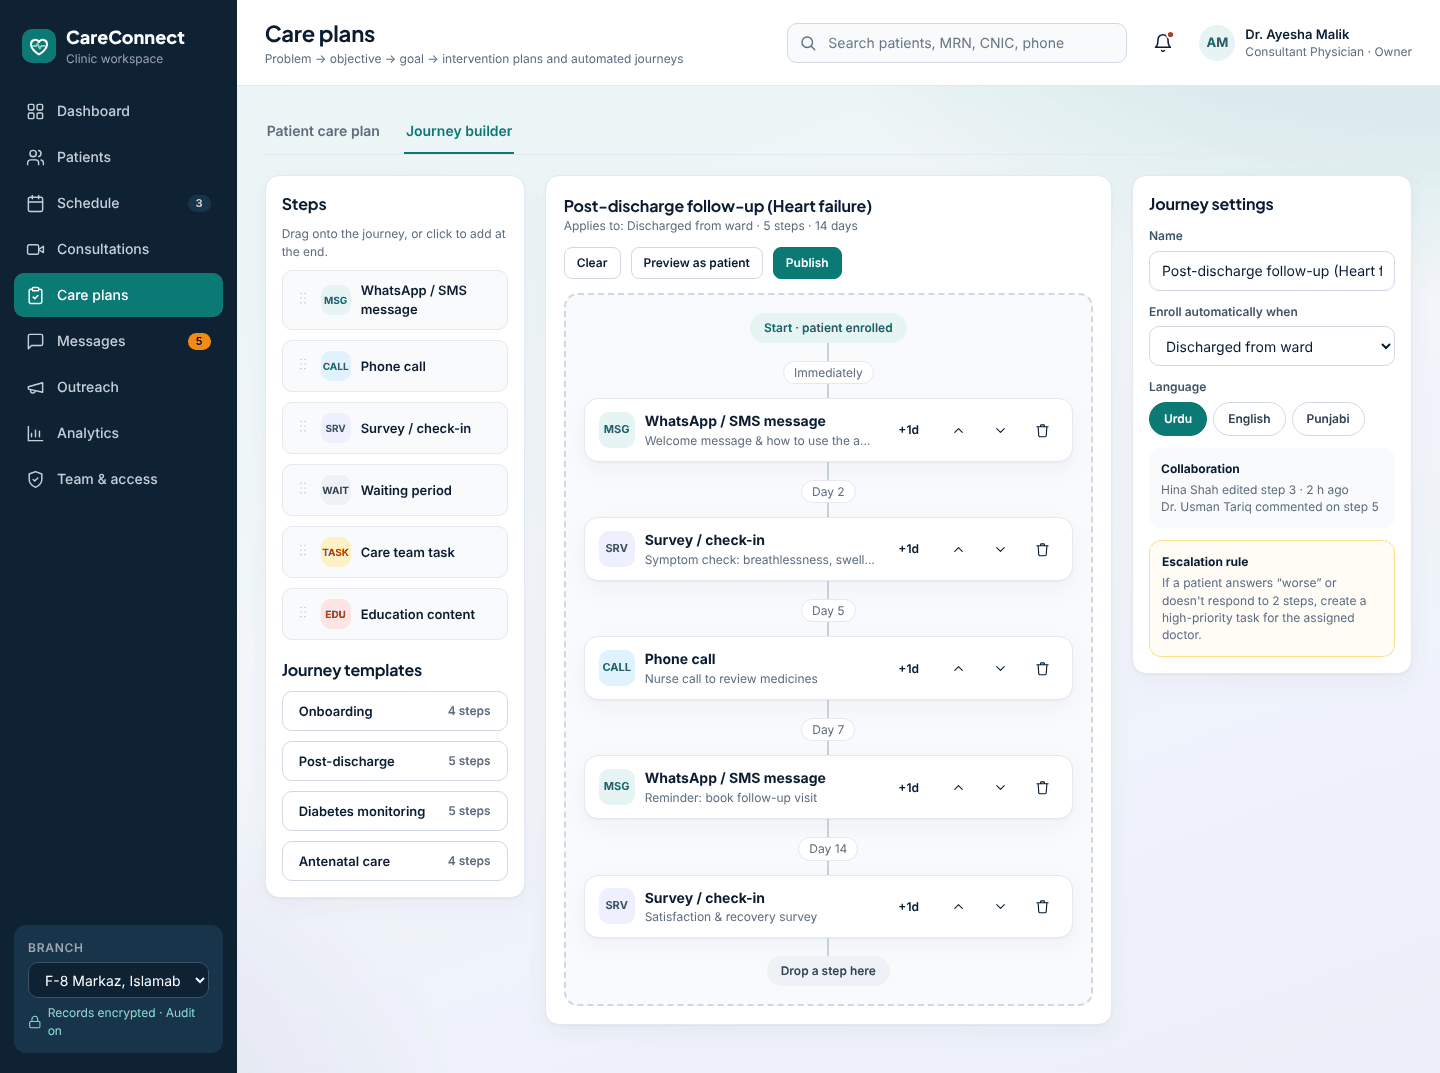 CareConnect
Clinic workspace
Dashboard
Patients
Schedule 3
Consultations
Care plans
Messages 5
Outreach
Analytics
Team & access
BRANCH
F-8 Markaz, Islamab
Records encrypted · Audit
on
Care plans
Problem → objective → goal → intervention plans and automated journeys
Search patients, MRN, CNIC, phone
AM
Dr. Ayesha Malik
Consultant Physician · Owner
Patient care plan
Journey builder
Steps
Drag onto the journey, or click to add at
the end.
MSG WhatsApp / SMS
message
CALL Phone call
SRV Survey / check-in
WAIT Waiting period
TASK Care team task
EDU Education content
Journey templates
Onboarding 4 steps
Post-discharge 5 steps
Diabetes monitoring 5 steps
Antenatal care 4 steps
Post-discharge follow-up (Heart failure)
Applies to: Discharged from ward · 5 steps · 14 days
Clear
Preview as patient
Publish
Start · patient enrolled
Immediately
MSG
WhatsApp / SMS message
Welcome message & how to use the a...
+1d
Day 2
SRV
Survey / check-in
Symptom check: breathlessness, swell...
+1d
Day 5
CALL
Phone call
Nurse call to review medicines
+1d
Day 7
MSG
WhatsApp / SMS message
Reminder: book follow-up visit
+1d
Day 14
SRV
Survey / check-in
Satisfaction & recovery survey
+1d
Drop a step here
Journey settings
Name
Post-discharge follow-up (Heart f
Enroll automatically when
Discharged from ward
Language
Urdu
English
Punjabi
Collaboration
Hina Shah edited step 3 · 2 h ago
Dr. Usman Tariq commented on step 5
Escalation rule
If a patient answers “worse” or
doesn't respond to 2 steps, create a
high-priority task for the assigned
doctor.